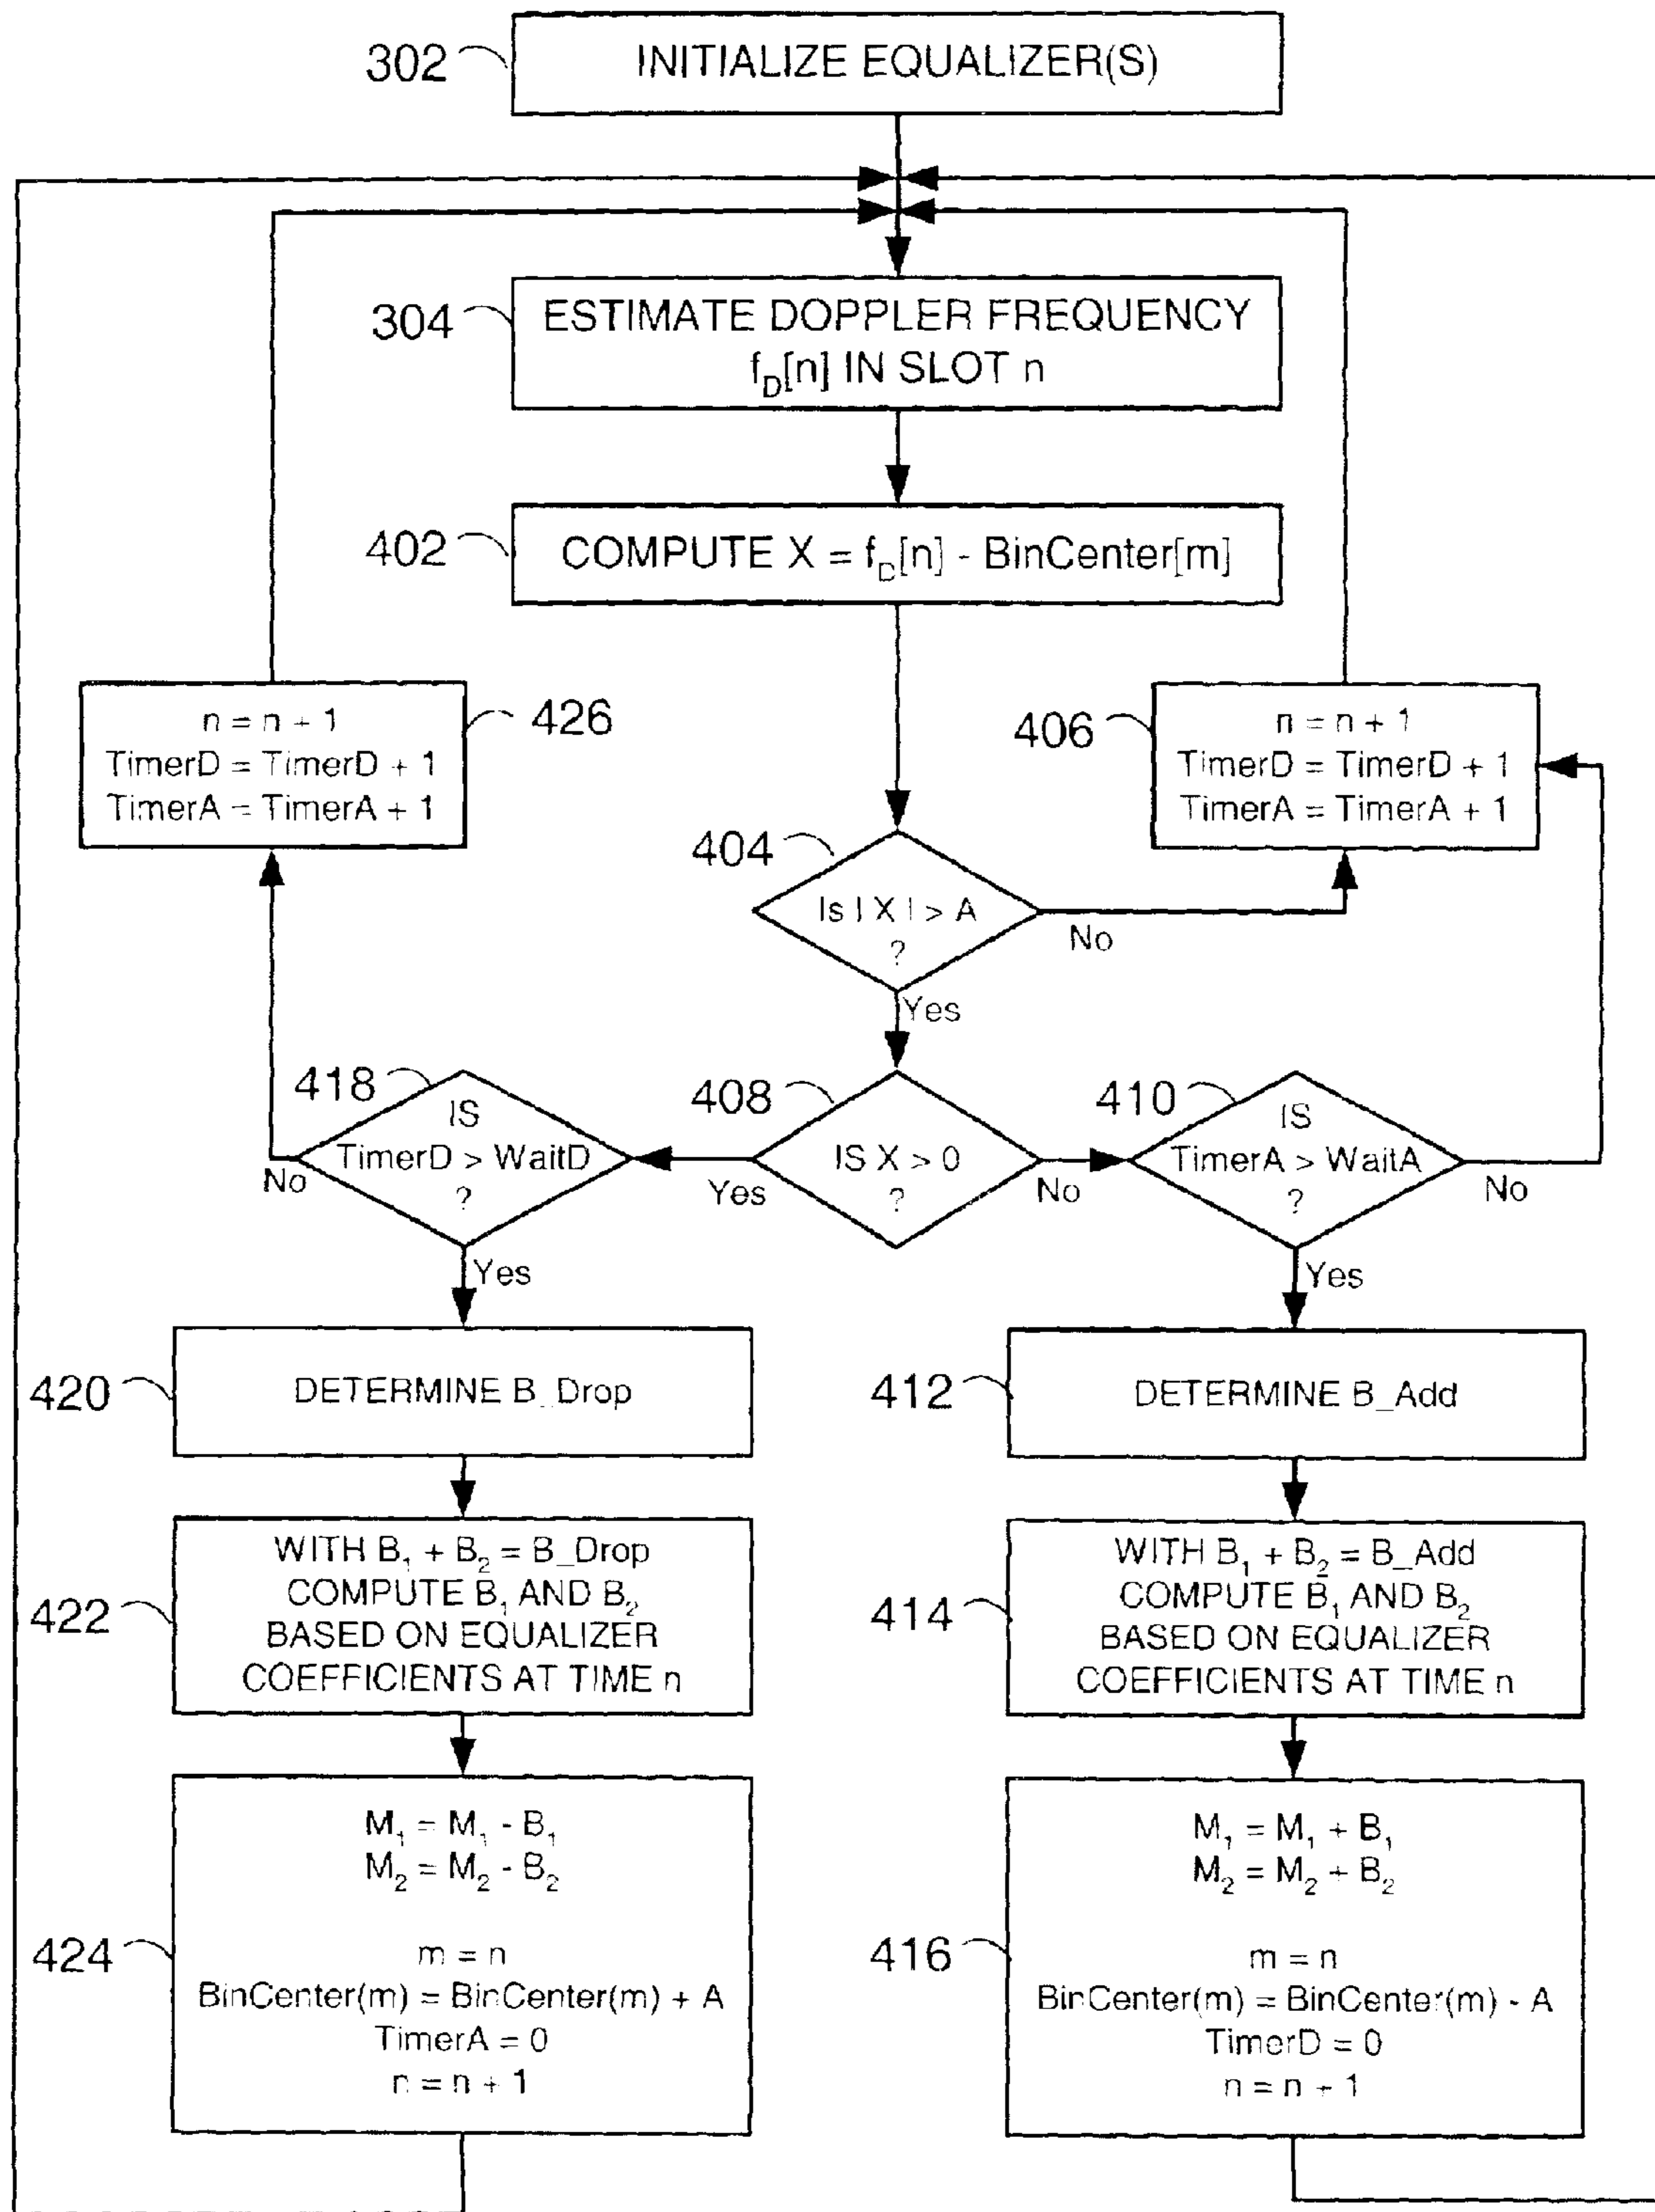 302
INITIALIZE EQUALIZER(S)
304
ESTIMATE DOPPLER FREQUENCY
f_D[n] IN SLOT n
402
COMPUTE X = f_D[n] - BinCenter[m]
n = n + 1
TimerD = TimerD + 1
TimerA = TimerA + 1
426
406
n = n + 1
TimerD = TimerD + 1
TimerA = TimerA + 1
404
Is | X | > A
?
No
Yes
418
IS
TimerD > WaitD
?
No
Yes
408
IS X > 0
?
Yes
No
410
IS
TimerA > WaitA
?
No
Yes
420
DETERMINE B_Drop
412
DETERMINE B_Add
422
WITH B₁ + B₂ = B_Drop
COMPUTE B₁ AND B₂
BASED ON EQUALIZER
COEFFICIENTS AT TIME n
414
WITH B₁ + B₂ = B_Add
COMPUTE B₁ AND B₂
BASED ON EQUALIZER
COEFFICIENTS AT TIME n
424
M₁ = M₁ - B₁
M₂ = M₂ - B₂
m = n
BinCenter(m) = BinCenter(m) + A
TimerA = 0
n = n + 1
416
M₁ = M₁ + B₁
M₂ = M₂ + B₂
m = n
BinCenter(m) = BinCenter(m) - A
TimerD = 0
n = n + 1